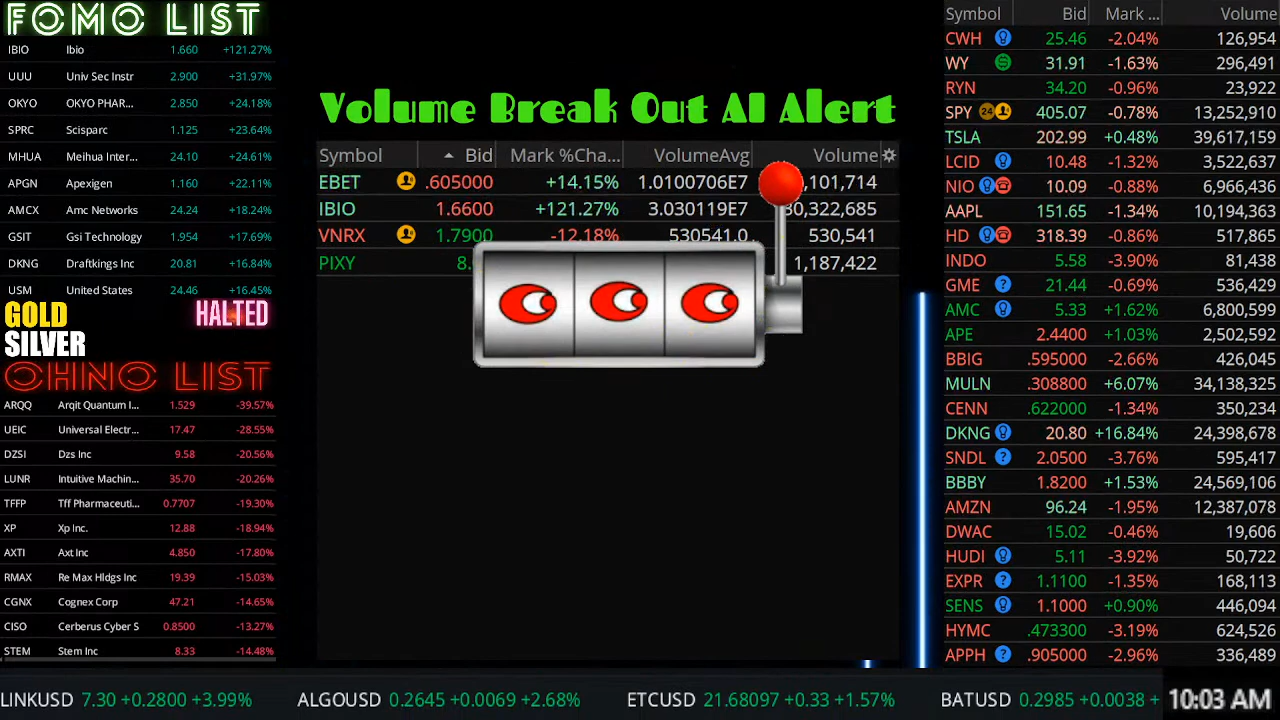 FOMO LIST
IBIO Ibio 1.660 +121.27%
UUU Univ Sec Instr 2.900 +31.97%
OKYO OKYO PHAR... 2.850 +24.18%
SPRC Scisparc 1.125 +23.64%
MHUA Meihua Inter... 24.10 +24.61%
APGN Apexigen 1.160 +22.11%
AMCX Amc Networks 24.24 +18.24%
GSIT Gsi Technology 1.954 +17.69%
DKNG Draftkings Inc 20.81 +16.84%
USM United States 24.46 +16.45%
GOLD
HALTED
SILVER
OHNO LIST
ARQQ Arqit Quantum I... 1.529 -39.57%
UEIC Universal Electr... 17.47 -28.55%
DZSI Dzs Inc 9.58 -20.56%
LUNR Intuitive Machin... 35.70 -20.26%
TFFP Tff Pharmaceuti... 0.7707 -19.30%
XP Xp Inc. 12.88 -18.94%
AXTI Axt Inc 4.850 -17.80%
RMAX Re Max Hldgs Inc 19.39 -15.03%
CGNX Cognex Corp 47.21 -14.65%
CISO Cerberus Cyber S 0.8500 -13.27%
STEM Stem Inc 8.33 -14.48%
Volume Break Out AI Alert
Symbol Bid Mark %Cha... VolumeAvg Volume
EBET .605000 +14.15% 1.0100706E7 ,101,714
IBIO 1.6600 +121.27% 3.030119E7 30,322,685
VNRX 1.7900 -12.18% 530541.0 530,541
PIXY 8. 1,187,422
Symbol Bid Mark ... Volume
CWH 25.46 -2.04% 126,954
WY 31.91 -1.63% 296,491
RYN 34.20 -0.96% 23,922
SPY 24 405.07 -0.78% 13,252,910
TSLA 202.99 +0.48% 39,617,159
LCID 10.48 -1.32% 3,522,637
NIO 10.09 -0.88% 6,966,436
AAPL 151.65 -1.34% 10,194,363
HD 318.39 -0.86% 517,865
INDO 5.58 -3.90% 81,438
GME ? 21.44 -0.69% 536,429
AMC 5.33 +1.62% 6,800,599
APE 2.4400 +1.03% 2,502,592
BBIG .595000 -2.66% 426,045
MULN .308800 +6.07% 34,138,325
CENN .622000 -1.34% 350,234
DKNG 20.80 +16.84% 24,398,678
SNDL ? 2.0500 -3.76% 595,417
BBBY 1.8200 +1.53% 24,569,106
AMZN 96.24 -1.95% 12,387,078
DWAC 15.02 -0.46% 19,606
HUDI 5.11 -3.92% 50,722
EXPR ? 1.1100 -1.35% 168,113
SENS 1.1000 +0.90% 446,094
HYMC .473300 -3.19% 624,526
APPH ? .905000 -2.96% 336,489
LINKUSD 7.30 +0.2800 +3.99% ALGOUSD 0.2645 +0.0069 +2.68% ETCUSD 21.68097 +0.33 +1.57% BATUSD 0.2985 +0.0038 + 10:03 AM